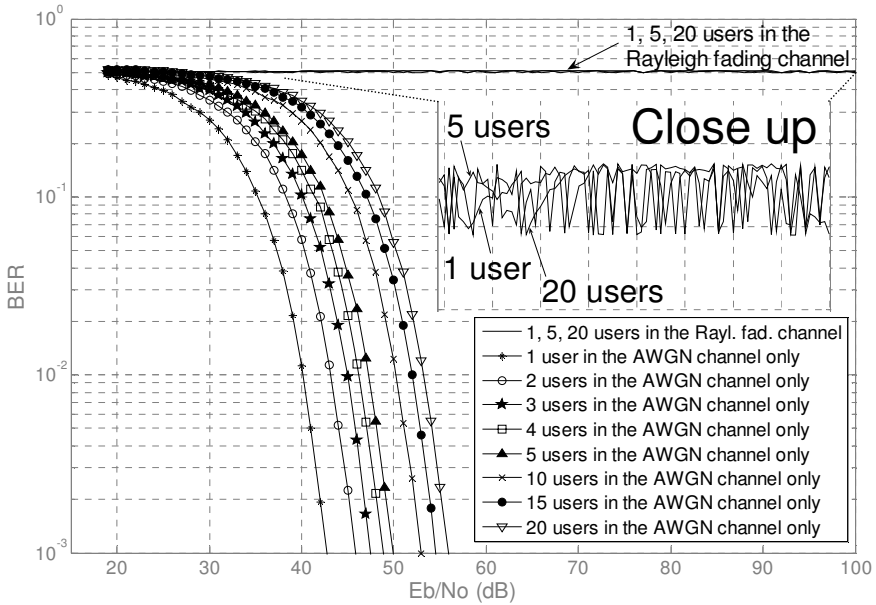 10^0
1, 5, 20 users in the
Rayleigh fading channel
Close up
5 users
10^-1
1 user
20 users
BER
1, 5, 20 users in the Rayl. fad. channel
1 user in the AWGN channel only
2 users in the AWGN channel only
10^-2
3 users in the AWGN channel only
4 users in the AWGN channel only
5 users in the AWGN channel only
10 users in the AWGN channel only
15 users in the AWGN channel only
20 users in the AWGN channel only
10^-3
20 30 40 50 60 70 80 90 100
Eb/No (dB)